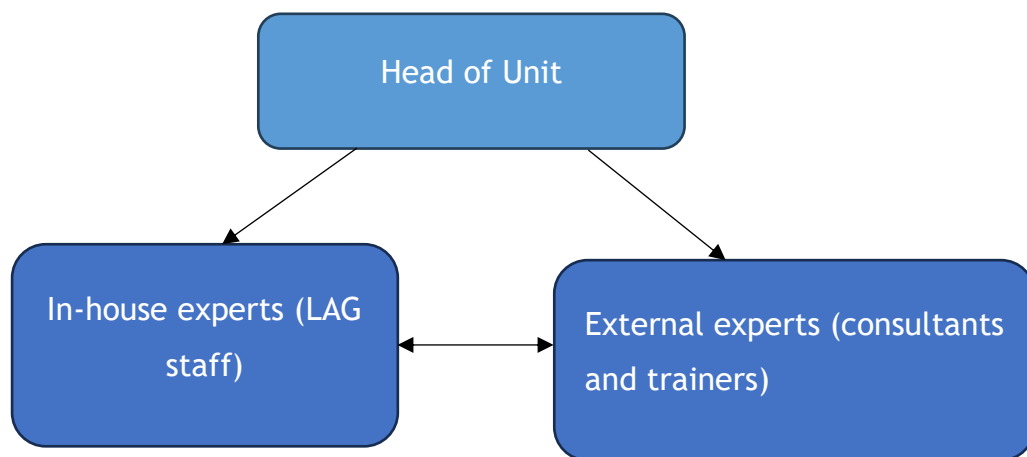 Head of Unit
In-house experts (LAG
staff)
External experts (consultants
and trainers)